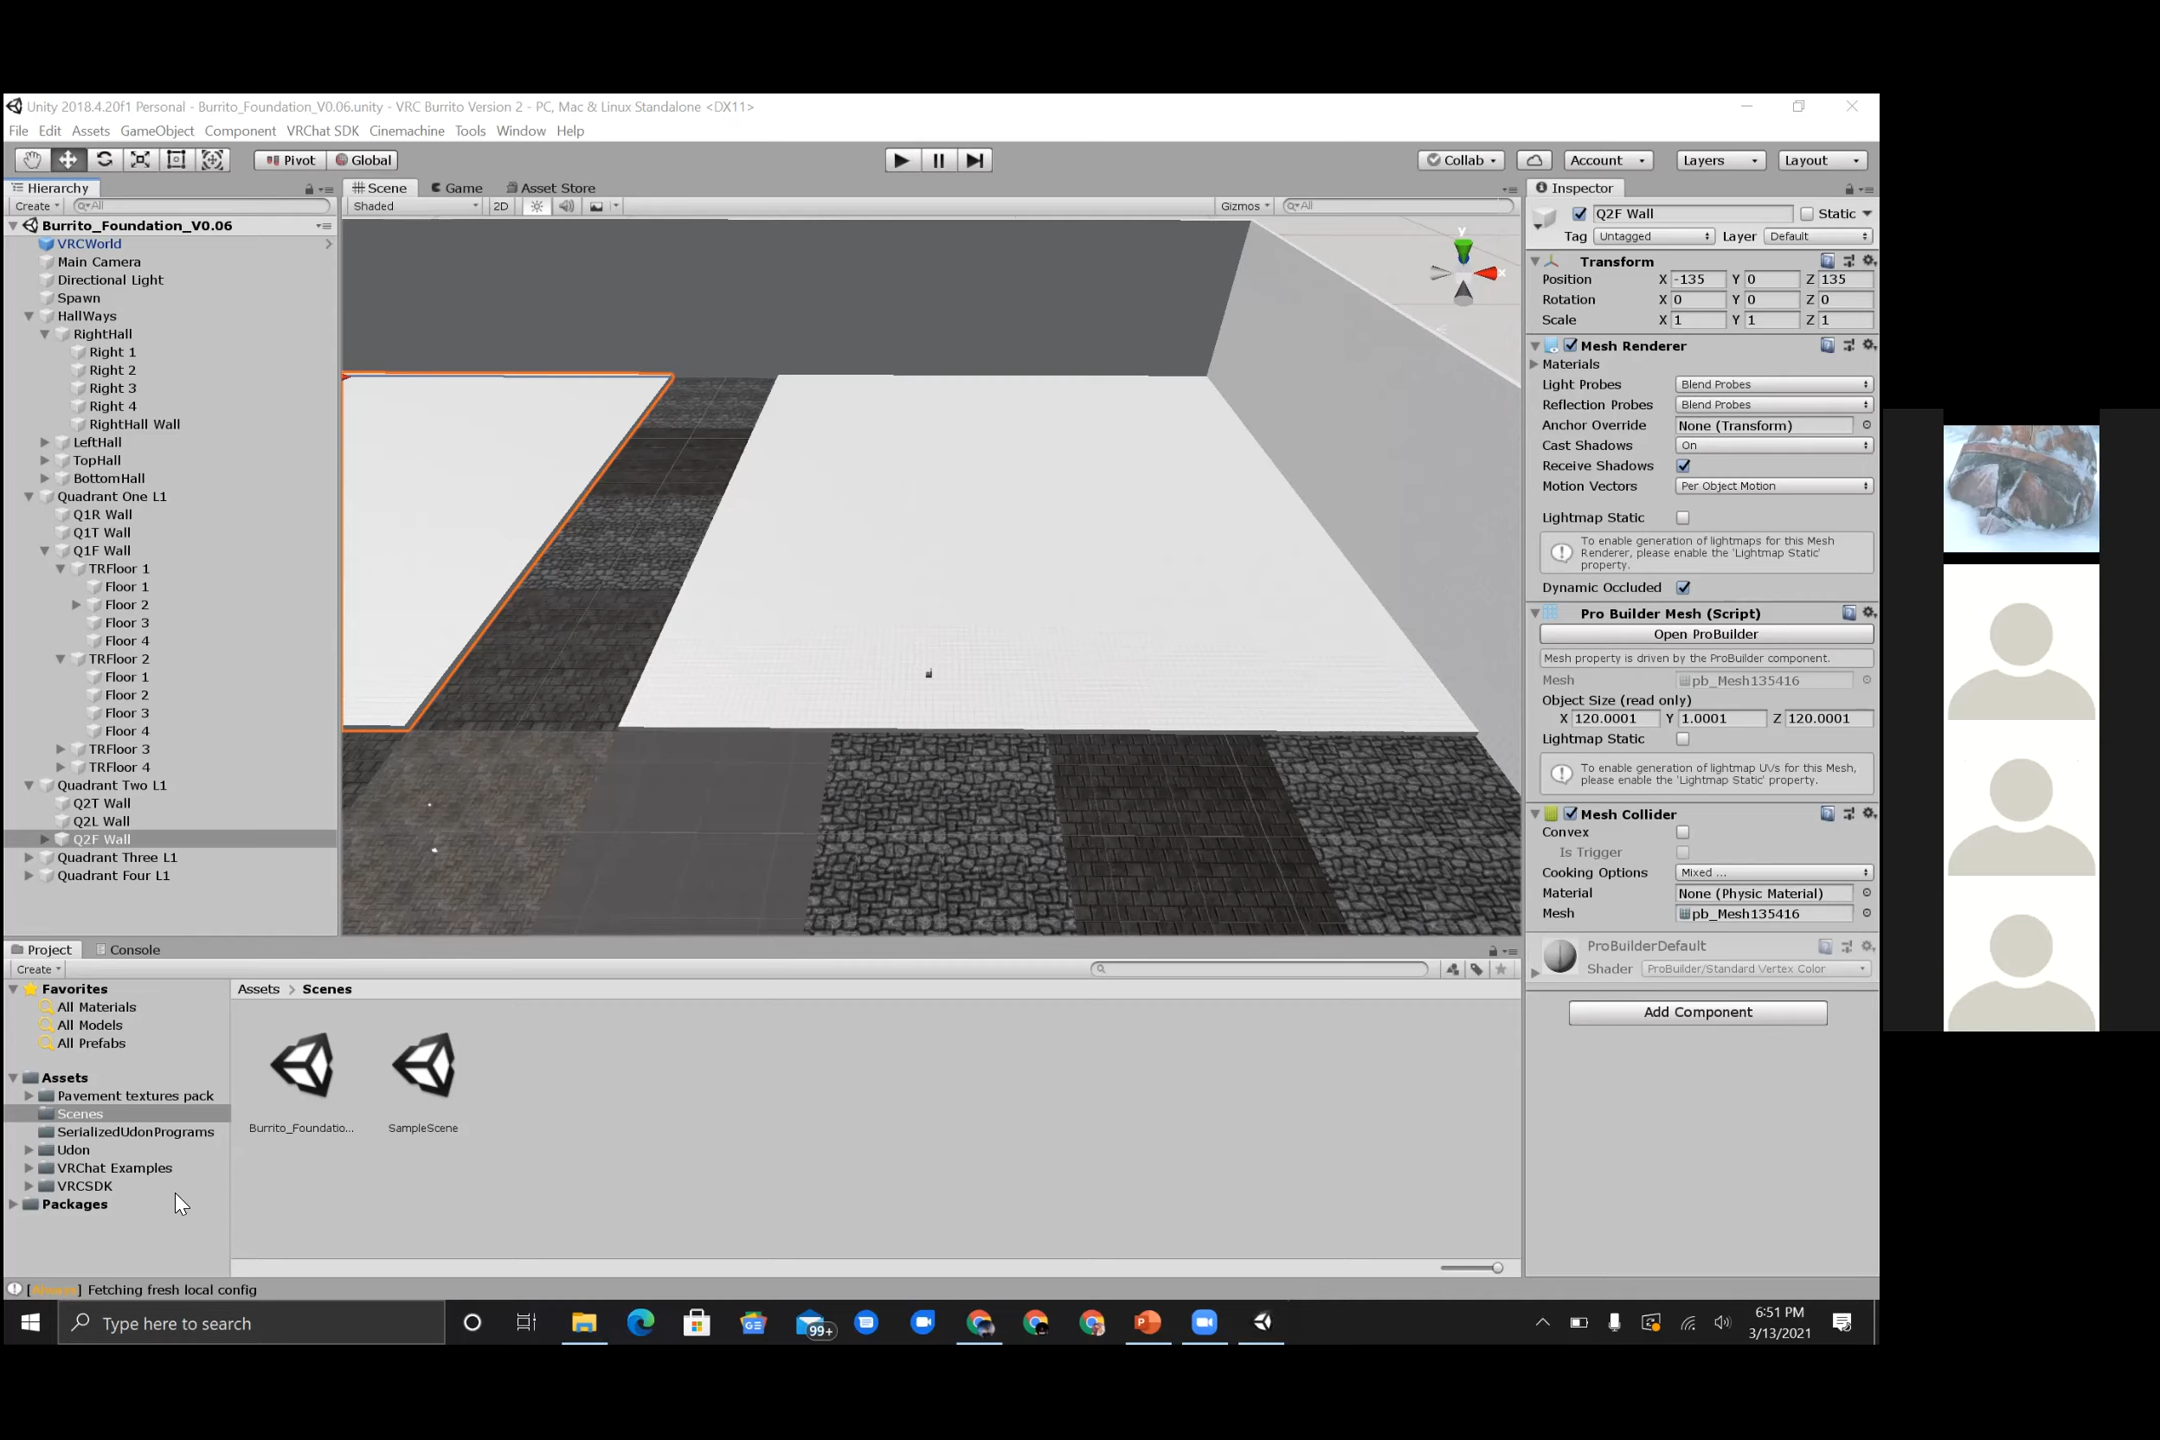 Unity 2018.4.20f1 Personal - Burrito_Foundation_V0.06.unity - VRC Burrito Version 2 - PC, Mac & Linux Standalone <DX11>
File Edit Assets GameObject Component VRChat SDK Cinemachine Tools Window Help
Pivot Global Collab Account Layers Layout
Hierarchy
Create All
Burrito_Foundation_V0.06
VRCWorld
Main Camera
Directional Light
Spawn
HallWays
RightHall
Right 1
Right 2
Right 3
Right 4
RightHall Wall
LeftHall
TopHall
BottomHall
Quadrant One L1
Q1R Wall
Q1T Wall
Q1F Wall
TRFloor 1
Floor 1
Floor 2
Floor 3
Floor 4
TRFloor 2
Floor 1
Floor 2
Floor 3
Floor 4
TRFloor 3
TRFloor 4
Quadrant Two L1
Q2T Wall
Q2L Wall
Q2F Wall
Quadrant Three L1
Quadrant Four L1
Scene Game Asset Store
Shaded 2D Gizmos All
y
x
Inspector
Q2F Wall Static
Tag Untagged Layer Default
Transform
Position X -135 Y 0 Z 135
Rotation X 0 Y 0 Z 0
Scale X 1 Y 1 Z 1
Mesh Renderer
Materials
Light Probes Blend Probes
Reflection Probes Blend Probes
Anchor Override None (Transform)
Cast Shadows On
Receive Shadows
Motion Vectors Per Object Motion
Lightmap Static
To enable generation of lightmaps for this Mesh
Renderer, please enable the 'Lightmap Static'
property.
Dynamic Occluded
Pro Builder Mesh (Script)
Open ProBuilder
Mesh property is driven by the ProBuilder component.
Mesh pb_Mesh135416
Object Size (read only)
X 120.0001 Y 1.0001 Z 120.0001
Lightmap Static
To enable generation of lightmap UVs for this Mesh,
please enable the 'Lightmap Static' property.
Mesh Collider
Convex
Is Trigger
Cooking Options Mixed ...
Material None (Physic Material)
Mesh pb_Mesh135416
ProBuilderDefault
Shader ProBuilder/Standard Vertex Color
Add Component
Project Console
Create
Favorites
All Materials
All Models
All Prefabs
Assets
Pavement textures pack
Scenes
SerializedUdonPrograms
Udon
VRChat Examples
VRCSDK
Packages
Assets > Scenes
Burrito_Foundatio...
SampleScene
Fetching fresh local config
Type here to search
99+
GE
P
6:51 PM
3/13/2021